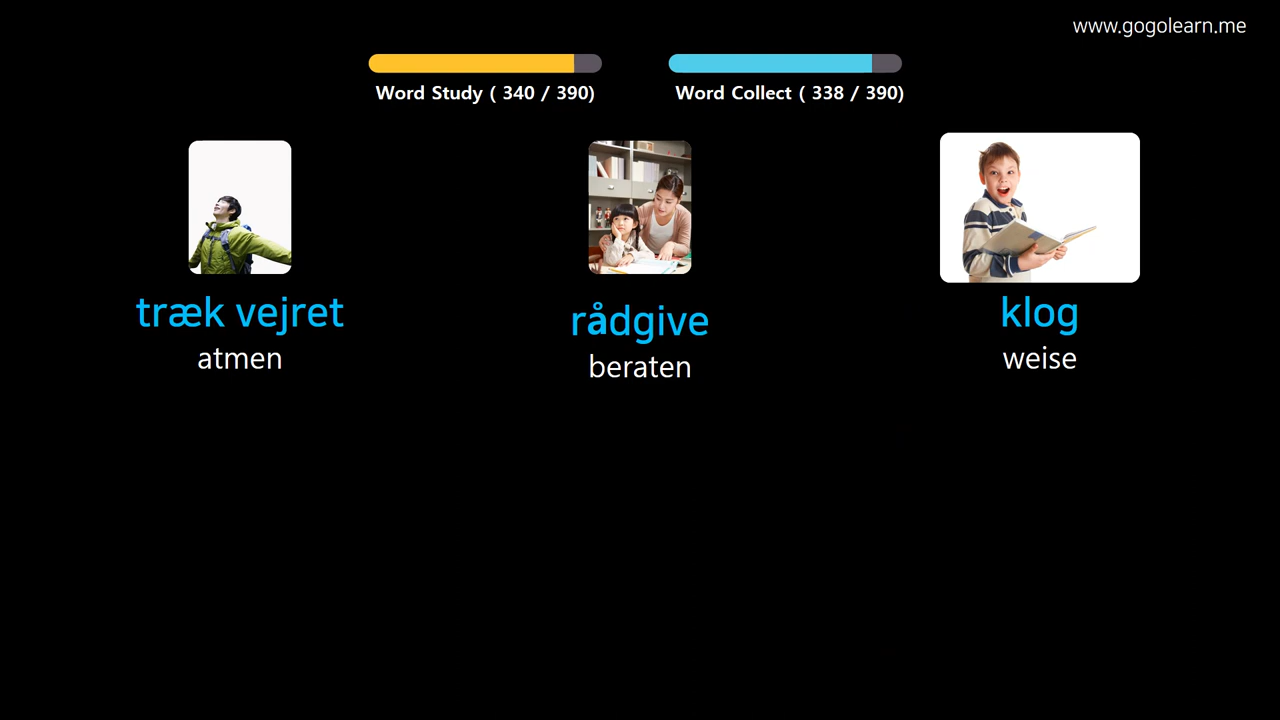 www.gogolearn.me
Word Study ( 340 / 390)
Word Collect ( 338 / 390)
træk vejret
atmen
rådgive
beraten
klog
weise